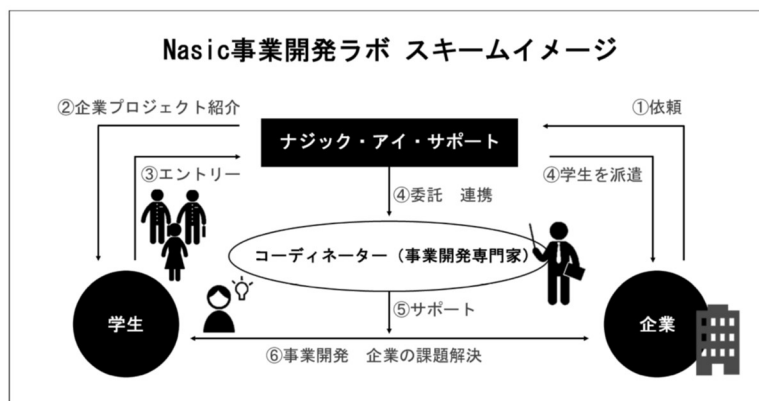 Nasic事業開発ラボ スキームイメージ
②企業プロジェクト紹介
①依頼
ナジック・アイ・サポート
③エントリー
④学生を派遣
④委託　連携
コーディネーター（事業開発専門家）
⑤サポート
学生
企業
⑥事業開発　企業の課題解決